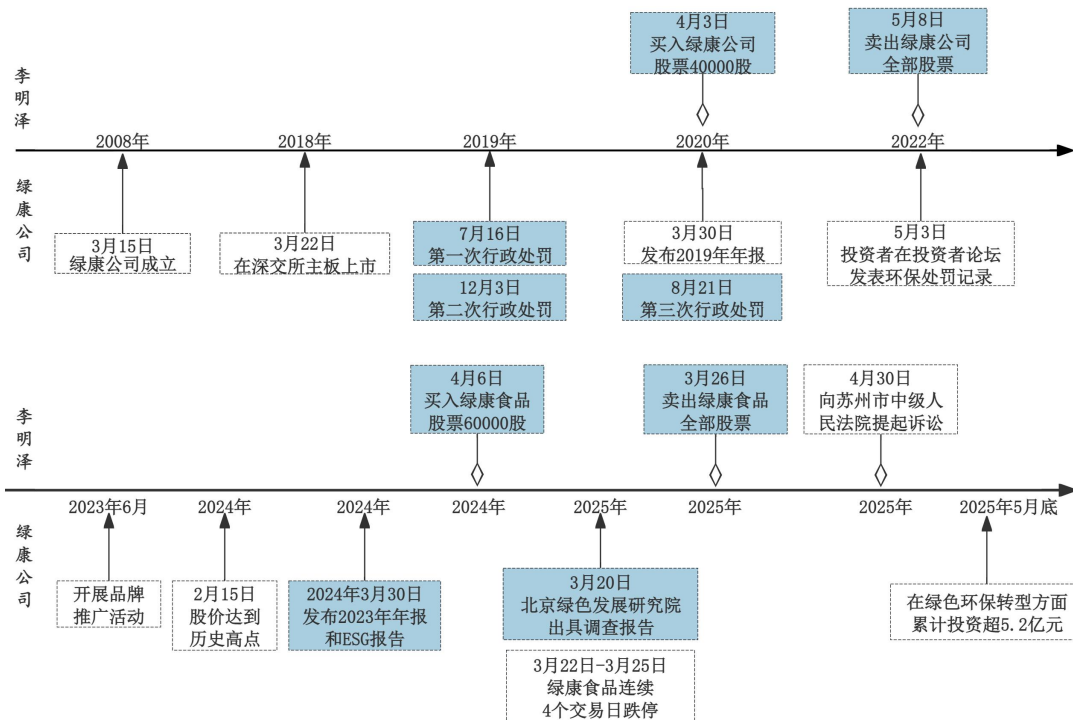 4月3日
买入绿康公司
股票40000股
5月8日
卖出绿康公司
全部股票
李明泽
2008年
2018年
2019年
2020年
2022年
绿康公司
3月15日
绿康公司成立
3月22日
在深交所主板上市
7月16日
第一次行政处罚
12月3日
第二次行政处罚
3月30日
发布2019年年报
8月21日
第三次行政处罚
5月3日
投资者在投资者论坛
发表环保处罚记录
4月6日
买入绿康食品
股票60000股
3月26日
卖出绿康食品
全部股票
4月30日
向苏州市中级人
民法院提起诉讼
李明泽
2023年6月
2024年
2024年
2024年
2025年
2025年
2025年
2025年5月底
绿康公司
开展品牌
推广活动
2月15日
股价达到
历史高点
2024年3月30日
发布2023年年报
和ESG报告
3月20日
北京绿色发展研究院
出具调查报告
3月22日-3月25日
绿康食品连续
4个交易日跌停
在绿色环保转型方面
累计投资超5.2亿元